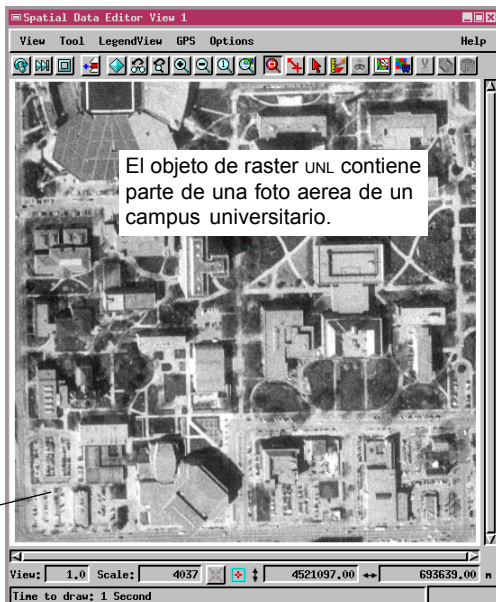 Spatial Data Editor View 1
View Tool LegendView GPS Options Help
El objeto de raster UNL contiene
parte de una foto aerea de un
campus universitario.
View: 1.0 Scale: 4037 4521097.00 693639.00 m
Time to draw: 1 Second